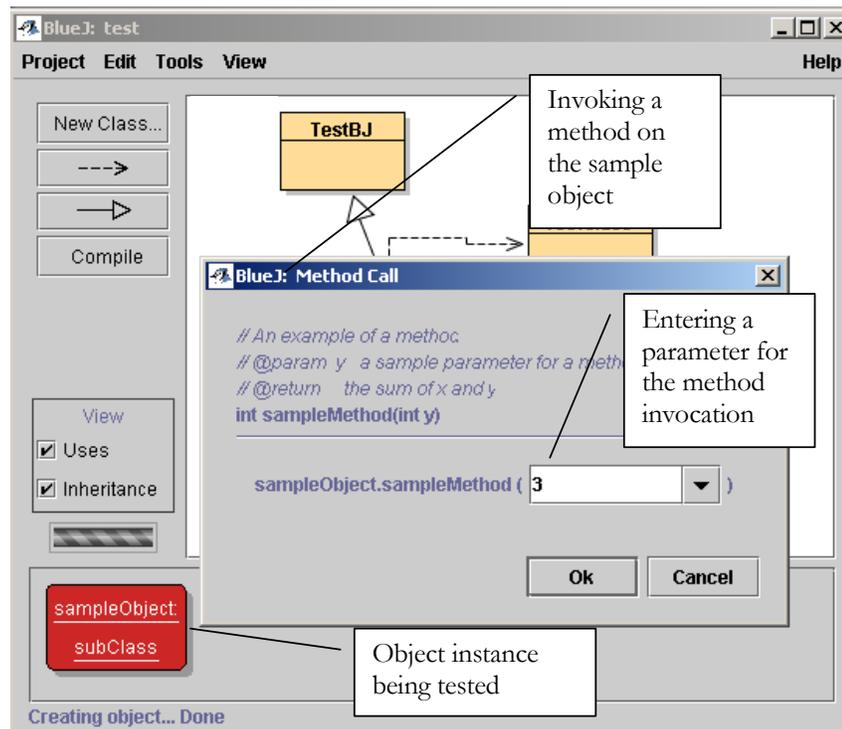 BlueJ: test
Project Edit Tools View Help
New Class...
Compile
View
Uses
Inheritance
TestBJ
Invoking a
method on
the sample
object
BlueJ: Method Call
// An example of a method
// @param y a sample parameter for a metho
// @return the sum of x and y
int sampleMethod(int y)
Entering a
parameter for
the method
invocation
sampleObject.sampleMethod ( 3 )
Ok Cancel
sampleObject:
subClass
Object instance
being tested
Creating object... Done